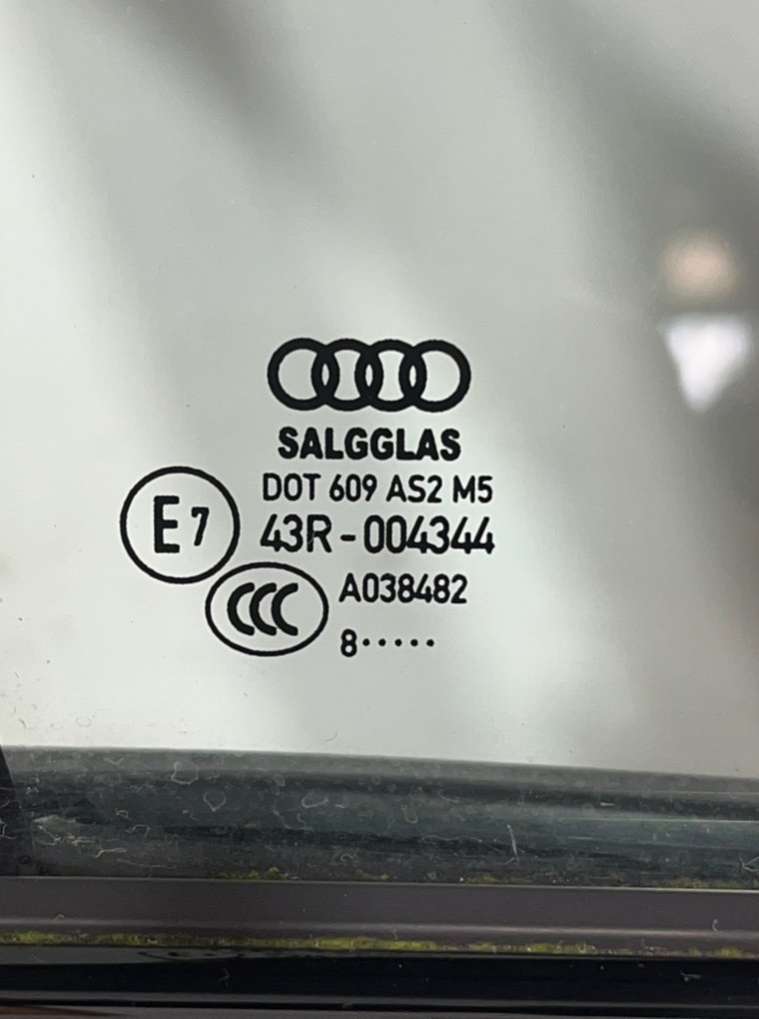 SALGGLAS
DOT 609 AS2 M5
E7
43R-004344
CCC
A038482
8·····